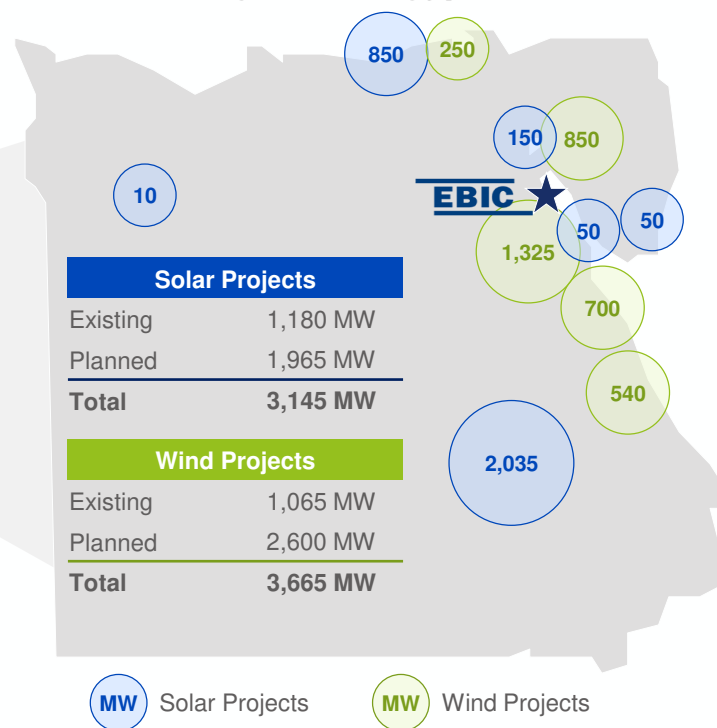 850
250
150
850
10
EBIC
50
50
1,325
700
540
2,035
Solar Projects
Existing 1,180 MW
Planned 1,965 MW
Total 3,145 MW
Wind Projects
Existing 1,065 MW
Planned 2,600 MW
Total 3,665 MW
MW Solar Projects
MW Wind Projects